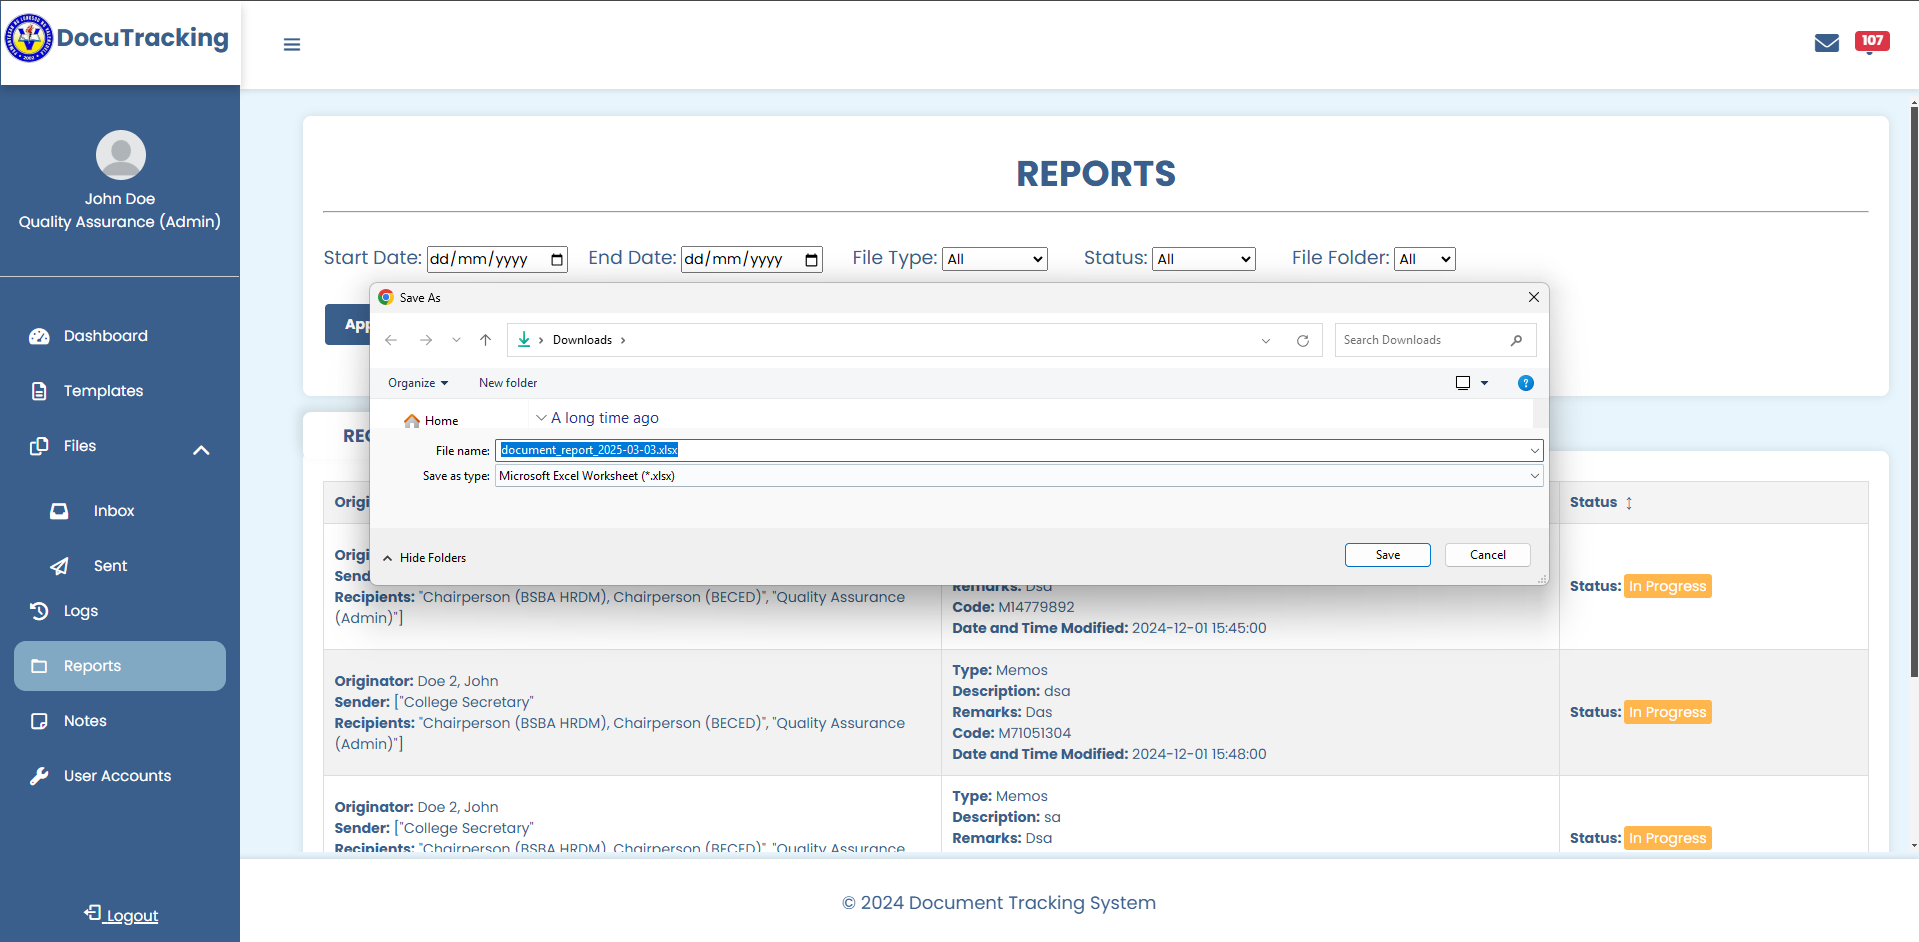 DocuTracking
107
John Doe
Quality Assurance (Admin)
Dashboard
Templates
Files
Inbox
Sent
Logs
Reports
Notes
User Accounts
Logout
REPORTS
Start Date: dd/mm/yyyy End Date: dd/mm/yyyy File Type: All Status: All File Folder: All
App
Save As
Downloads
Search Downloads
Organize New folder
Home
A long time ago
File name: document_report_2025-03-03.xlsx
Save as type: Microsoft Excel Worksheet (*.xlsx)
Hide Folders
Save Cancel
REC
Origi
Status ↕
Origi
Send
Recipients: "Chairperson (BSBA HRDM), Chairperson (BECED)", "Quality Assurance
(Admin)"]
Remarks: Dsa
Code: M14779892
Date and Time Modified: 2024-12-01 15:45:00
Status: In Progress
Originator: Doe 2, John
Sender: ["College Secretary"
Recipients: "Chairperson (BSBA HRDM), Chairperson (BECED)", "Quality Assurance
(Admin)"]
Type: Memos
Description: dsa
Remarks: Das
Code: M71051304
Date and Time Modified: 2024-12-01 15:48:00
Status: In Progress
Originator: Doe 2, John
Sender: ["College Secretary"
Recipients: "Chairperson (BSBA HRDM), Chairperson (BECED)", "Quality Assurance
Type: Memos
Description: sa
Remarks: Dsa
Status: In Progress
© 2024 Document Tracking System